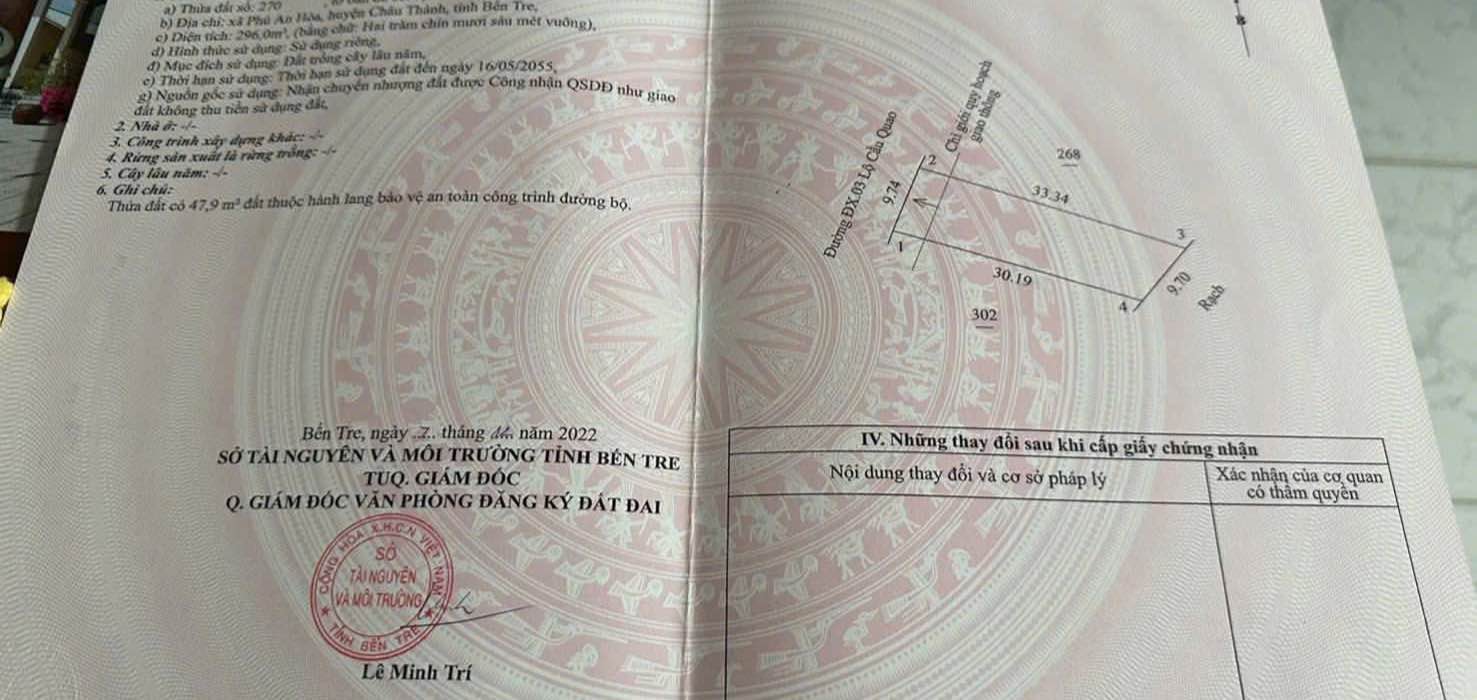 a) Thửa đất số: 270
b) Địa chỉ: xã Phú An Hòa, huyện Châu Thành, tỉnh Bến Tre,
c) Diện tích: 296,0m², (bằng chữ: Hai trăm chín mươi sáu mét vuông),
d) Hình thức sử dụng: Sử dụng riêng,
đ) Mục đích sử dụng: Đất trồng cây lâu năm,
e) Thời hạn sử dụng: Thời hạn sử dụng đất đến ngày 16/05/2055,
g) Nguồn gốc sử dụng: Nhận chuyển nhượng đất được Công nhận QSDĐ như giao
đất không thu tiền sử dụng đất,
2. Nhà ở: -/-
3. Công trình xây dựng khác: -/-
4. Rừng sản xuất là rừng trồng: -/-
5. Cây lâu năm: -/-
6. Ghi chú:
Thửa đất có 47,9 m² đất thuộc hành lang bảo vệ an toàn công trình đường bộ.
Bến Tre, ngày ..7.. tháng năm 2022
SỞ TÀI NGUYÊN VÀ MÔI TRƯỜNG TỈNH BẾN TRE
TUQ. GIÁM ĐỐC
Q. GIÁM ĐỐC VĂN PHÒNG ĐĂNG KÝ ĐẤT ĐAI
CỘNG HÒA X.H.C.N VIỆT NAM
SỞ
TÀI NGUYÊN
VÀ MÔI TRƯỜNG
TỈNH BẾN TRE
Lê Minh Trí
B
Đường ĐX.03 Lộ Cầu Quao
Chỉ giới quy hoạch
giao thông
268
2
9.74
33.34
1
3
30.19
9.70
Rạch
4
302
IV. Những thay đổi sau khi cấp giấy chứng nhận
Nội dung thay đổi và cơ sở pháp lý
Xác nhận của cơ quan
có thẩm quyền